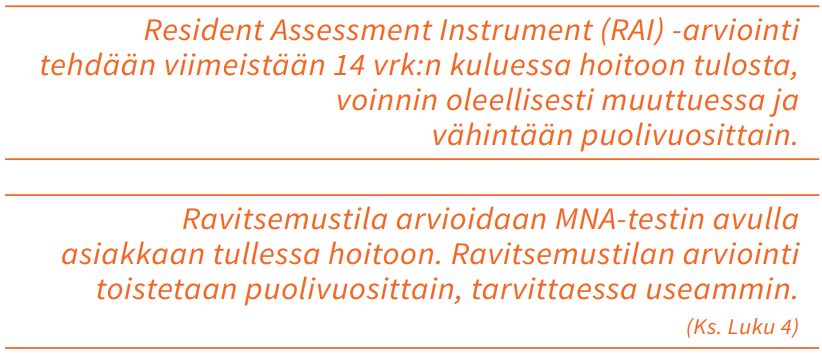 Resident Assessment Instrument (RAI) -arviointi
tehdään viimeistään 14 vrk:n kuluessa hoitoon tulosta,
voinnin oleellisesti muuttuessa ja
vähintään puolivuosittain.
Ravitsemustila arvioidaan MNA-testin avulla
asiakkaan tullessa hoitoon. Ravitsemustilan arviointi
toistetaan puolivuosittain, tarvittaessa useammin.
(Ks. Luku 4)